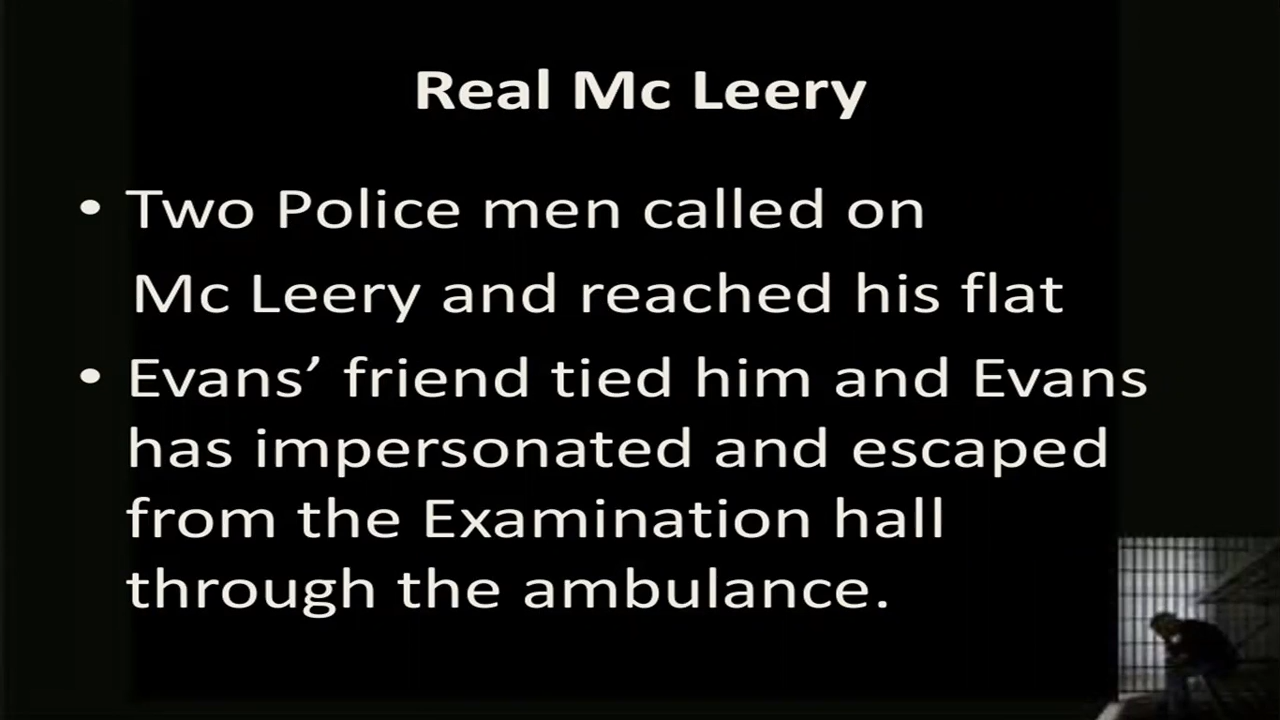 Real Mc Leery
• Two Police men called on
Mc Leery and reached his flat
• Evans’ friend tied him and Evans
has impersonated and escaped
from the Examination hall
through the ambulance.